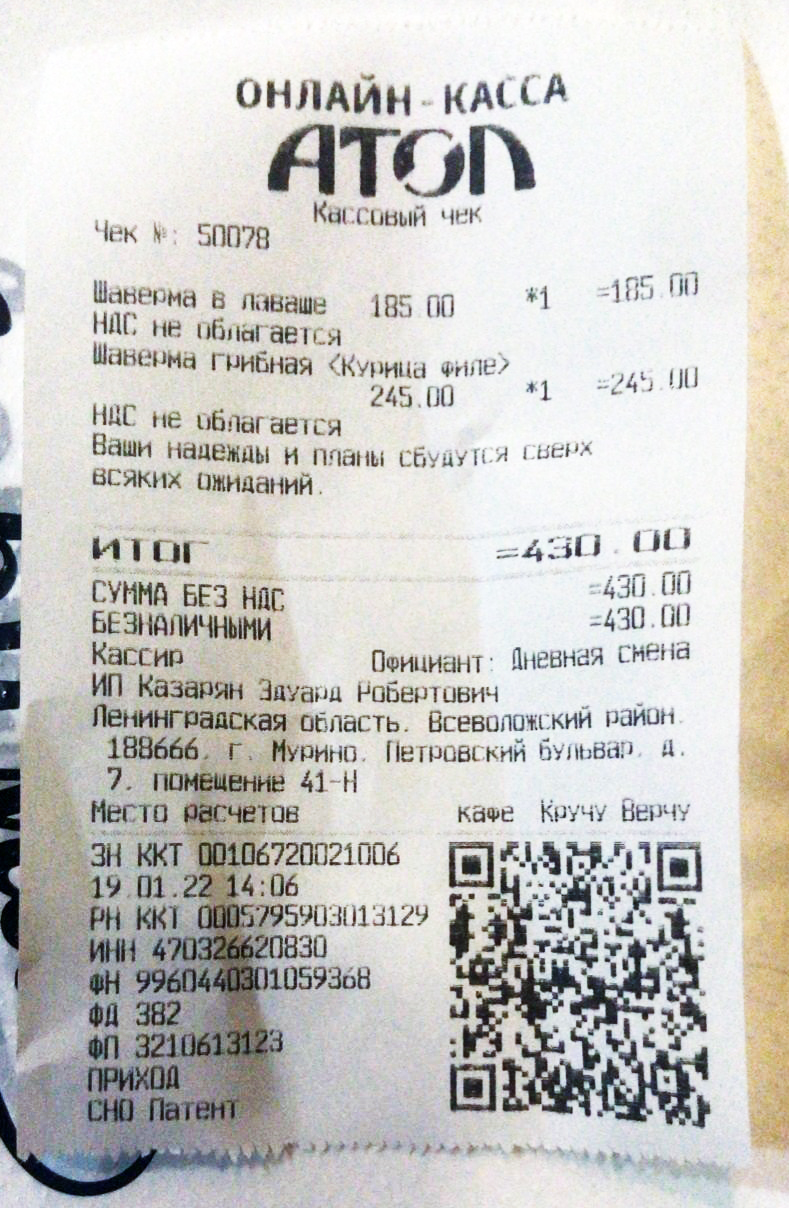 ОНЛАЙН-КАССА
АТОЛ
Кассовый чек
Чек №: 50078
Шаверма в лаваше 185.00 *1 =185.00
НДС не облагается
Шаверма грибная <Курица филе>
245.00 *1 =245.00
НДС не облагается
Ваши надежды и планы сбудутся сверх
всяких ожиданий.
ИТОГ =430.00
СУММА БЕЗ НДС =430.00
БЕЗНАЛИЧНЫМИ =430.00
Кассир Официант: Дневная смена
ИП Казарян Эдуард Робертович
Ленинградская область, Всеволожский район,
188666, г. Мурино, Петровский бульвар, д.
7, помещение 41-Н
Место расчетов кафе Кручу Верчу
ЗН ККТ 00106720021006
19.01.22 14:06
РН ККТ 0005795903013129
ИНН 470326620830
ФН 9960440301059368
ФД 382
ФП 3210613123
ПРИХОД
СНО Патент